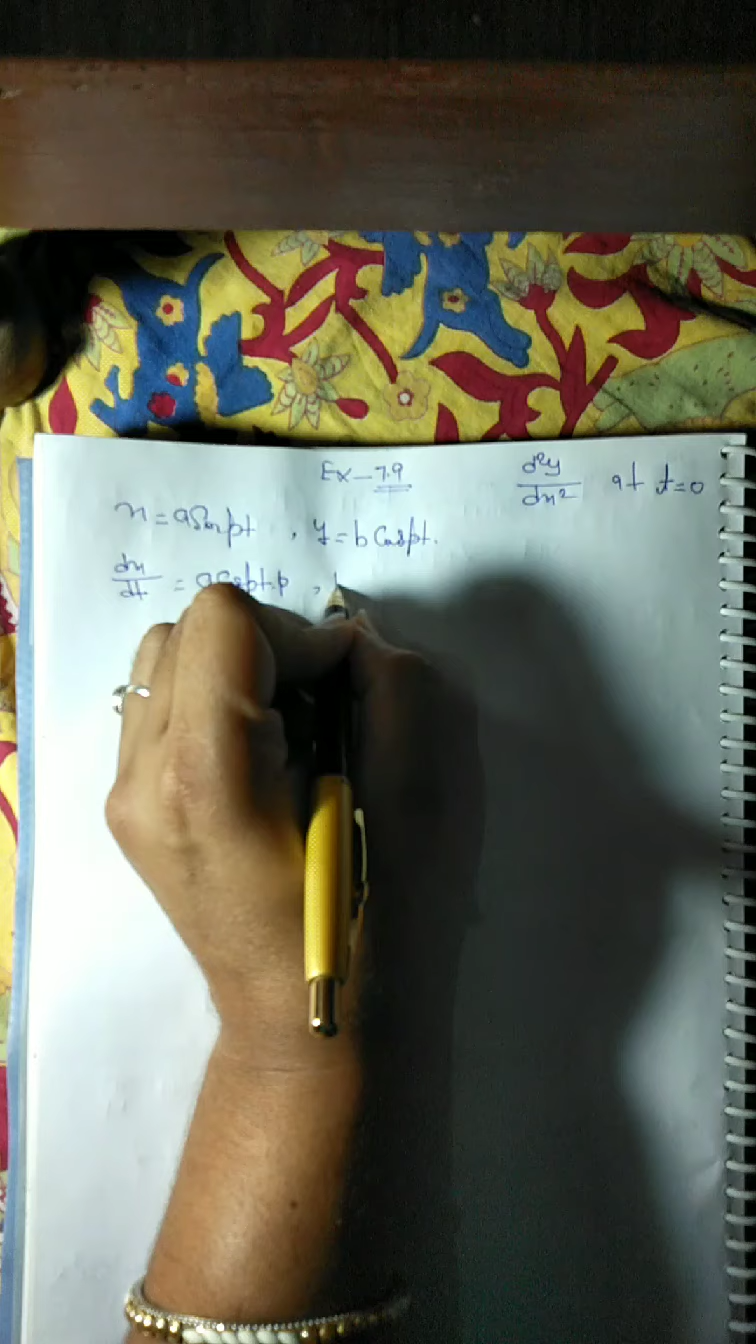 Ex - 7.9
d²y/dx² at t=0
x = a Sin pt , y = b Cos pt.
dx/dt = a Cos pt.p ,